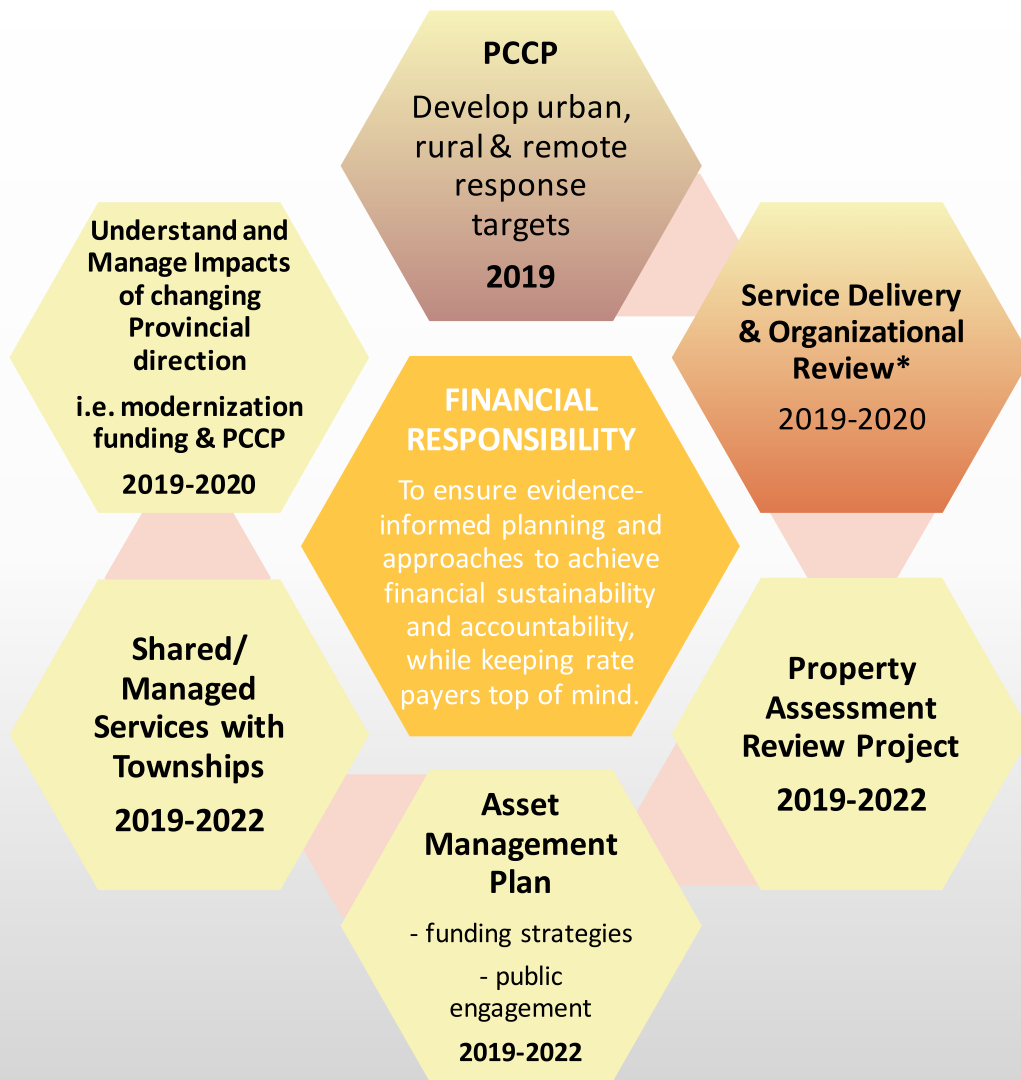 PCCP
Develop urban,
rural & remote
response
targets
2019
Service Delivery
& Organizational
Review*
2019-2020
Property
Assessment
Review Project
2019-2022
Asset
Management
Plan
- funding strategies
- public
engagement
2019-2022
Shared/
Managed
Services with
Townships
2019-2022
Understand and
Manage Impacts
of changing
Provincial
direction
i.e. modernization
funding & PCCP
2019-2020
FINANCIAL
RESPONSIBILITY
To ensure evidence-
informed planning and
approaches to achieve
financial sustainability
and accountability,
while keeping rate
payers top of mind.